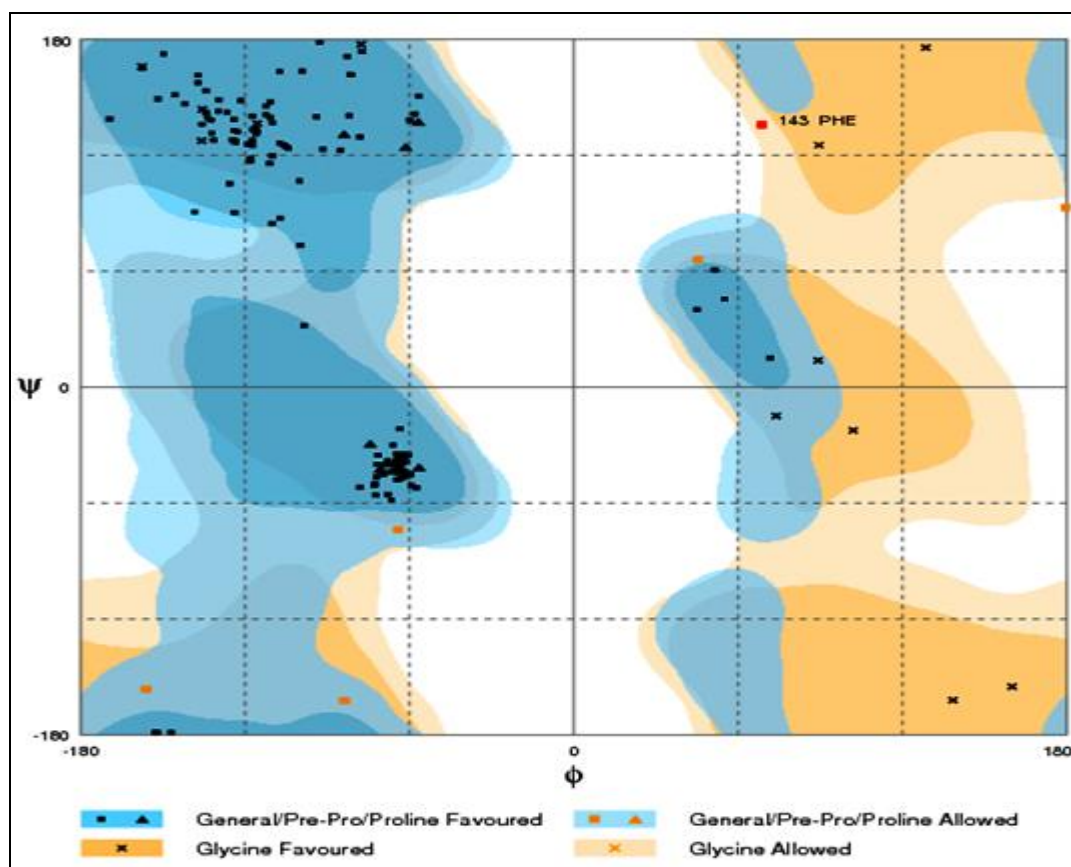 180
143 PHE
Ψ 0
-180
-180 0 180
ϕ
General/Pre-Pro/Proline Favoured General/Pre-Pro/Proline Allowed
Glycine Favoured Glycine Allowed